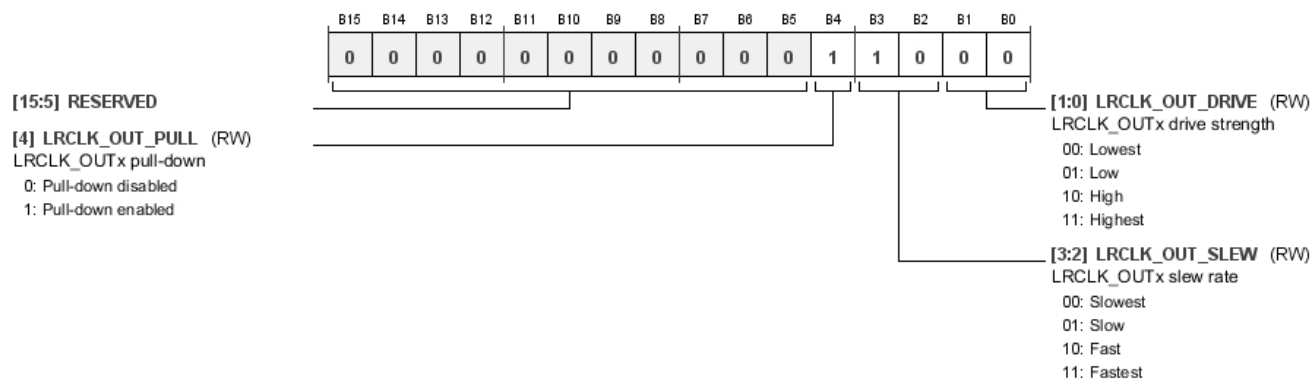 B15 B14 B13 B12 B11 B10 B9 B8 B7 B6 B5 B4 B3 B2 B1 B0
0 0 0 0 0 0 0 0 0 0 0 1 1 0 0 0
[15:5] RESERVED
[4] LRCLK_OUT_PULL (RW)
LRCLK_OUTx pull-down
0: Pull-down disabled
1: Pull-down enabled
[1:0] LRCLK_OUT_DRIVE (RW)
LRCLK_OUTx drive strength
00: Lowest
01: Low
10: High
11: Highest
[3:2] LRCLK_OUT_SLEW (RW)
LRCLK_OUTx slew rate
00: Slowest
01: Slow
10: Fast
11: Fastest